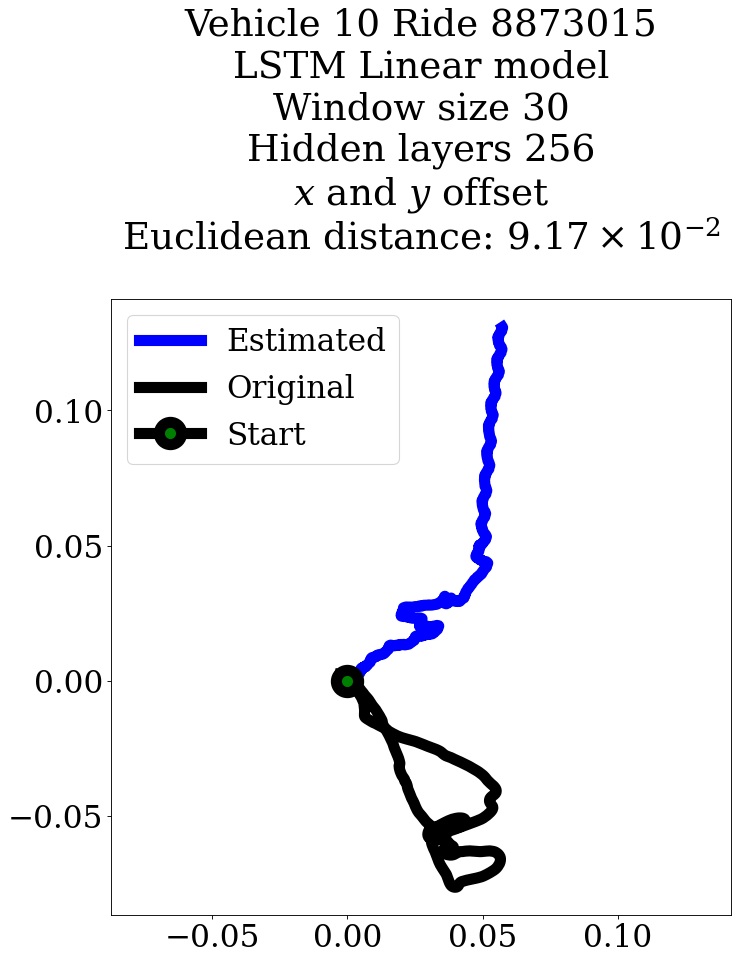 Vehicle 10 Ride 8873015
LSTM Linear model
Window size 30
Hidden layers 256
x and y offset
Euclidean distance: 9.17 × 10⁻²
Estimated
Original
Start
0.10
0.05
0.00
−0.05
−0.05 0.00 0.05 0.10